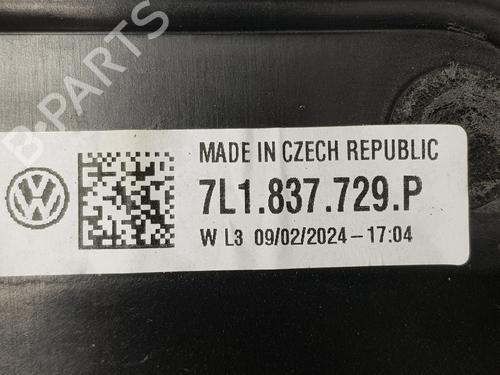 B-PARTS
MADE IN CZECH REPUBLIC
7L1.837.729.P
W L3 09/02/2024-17:04